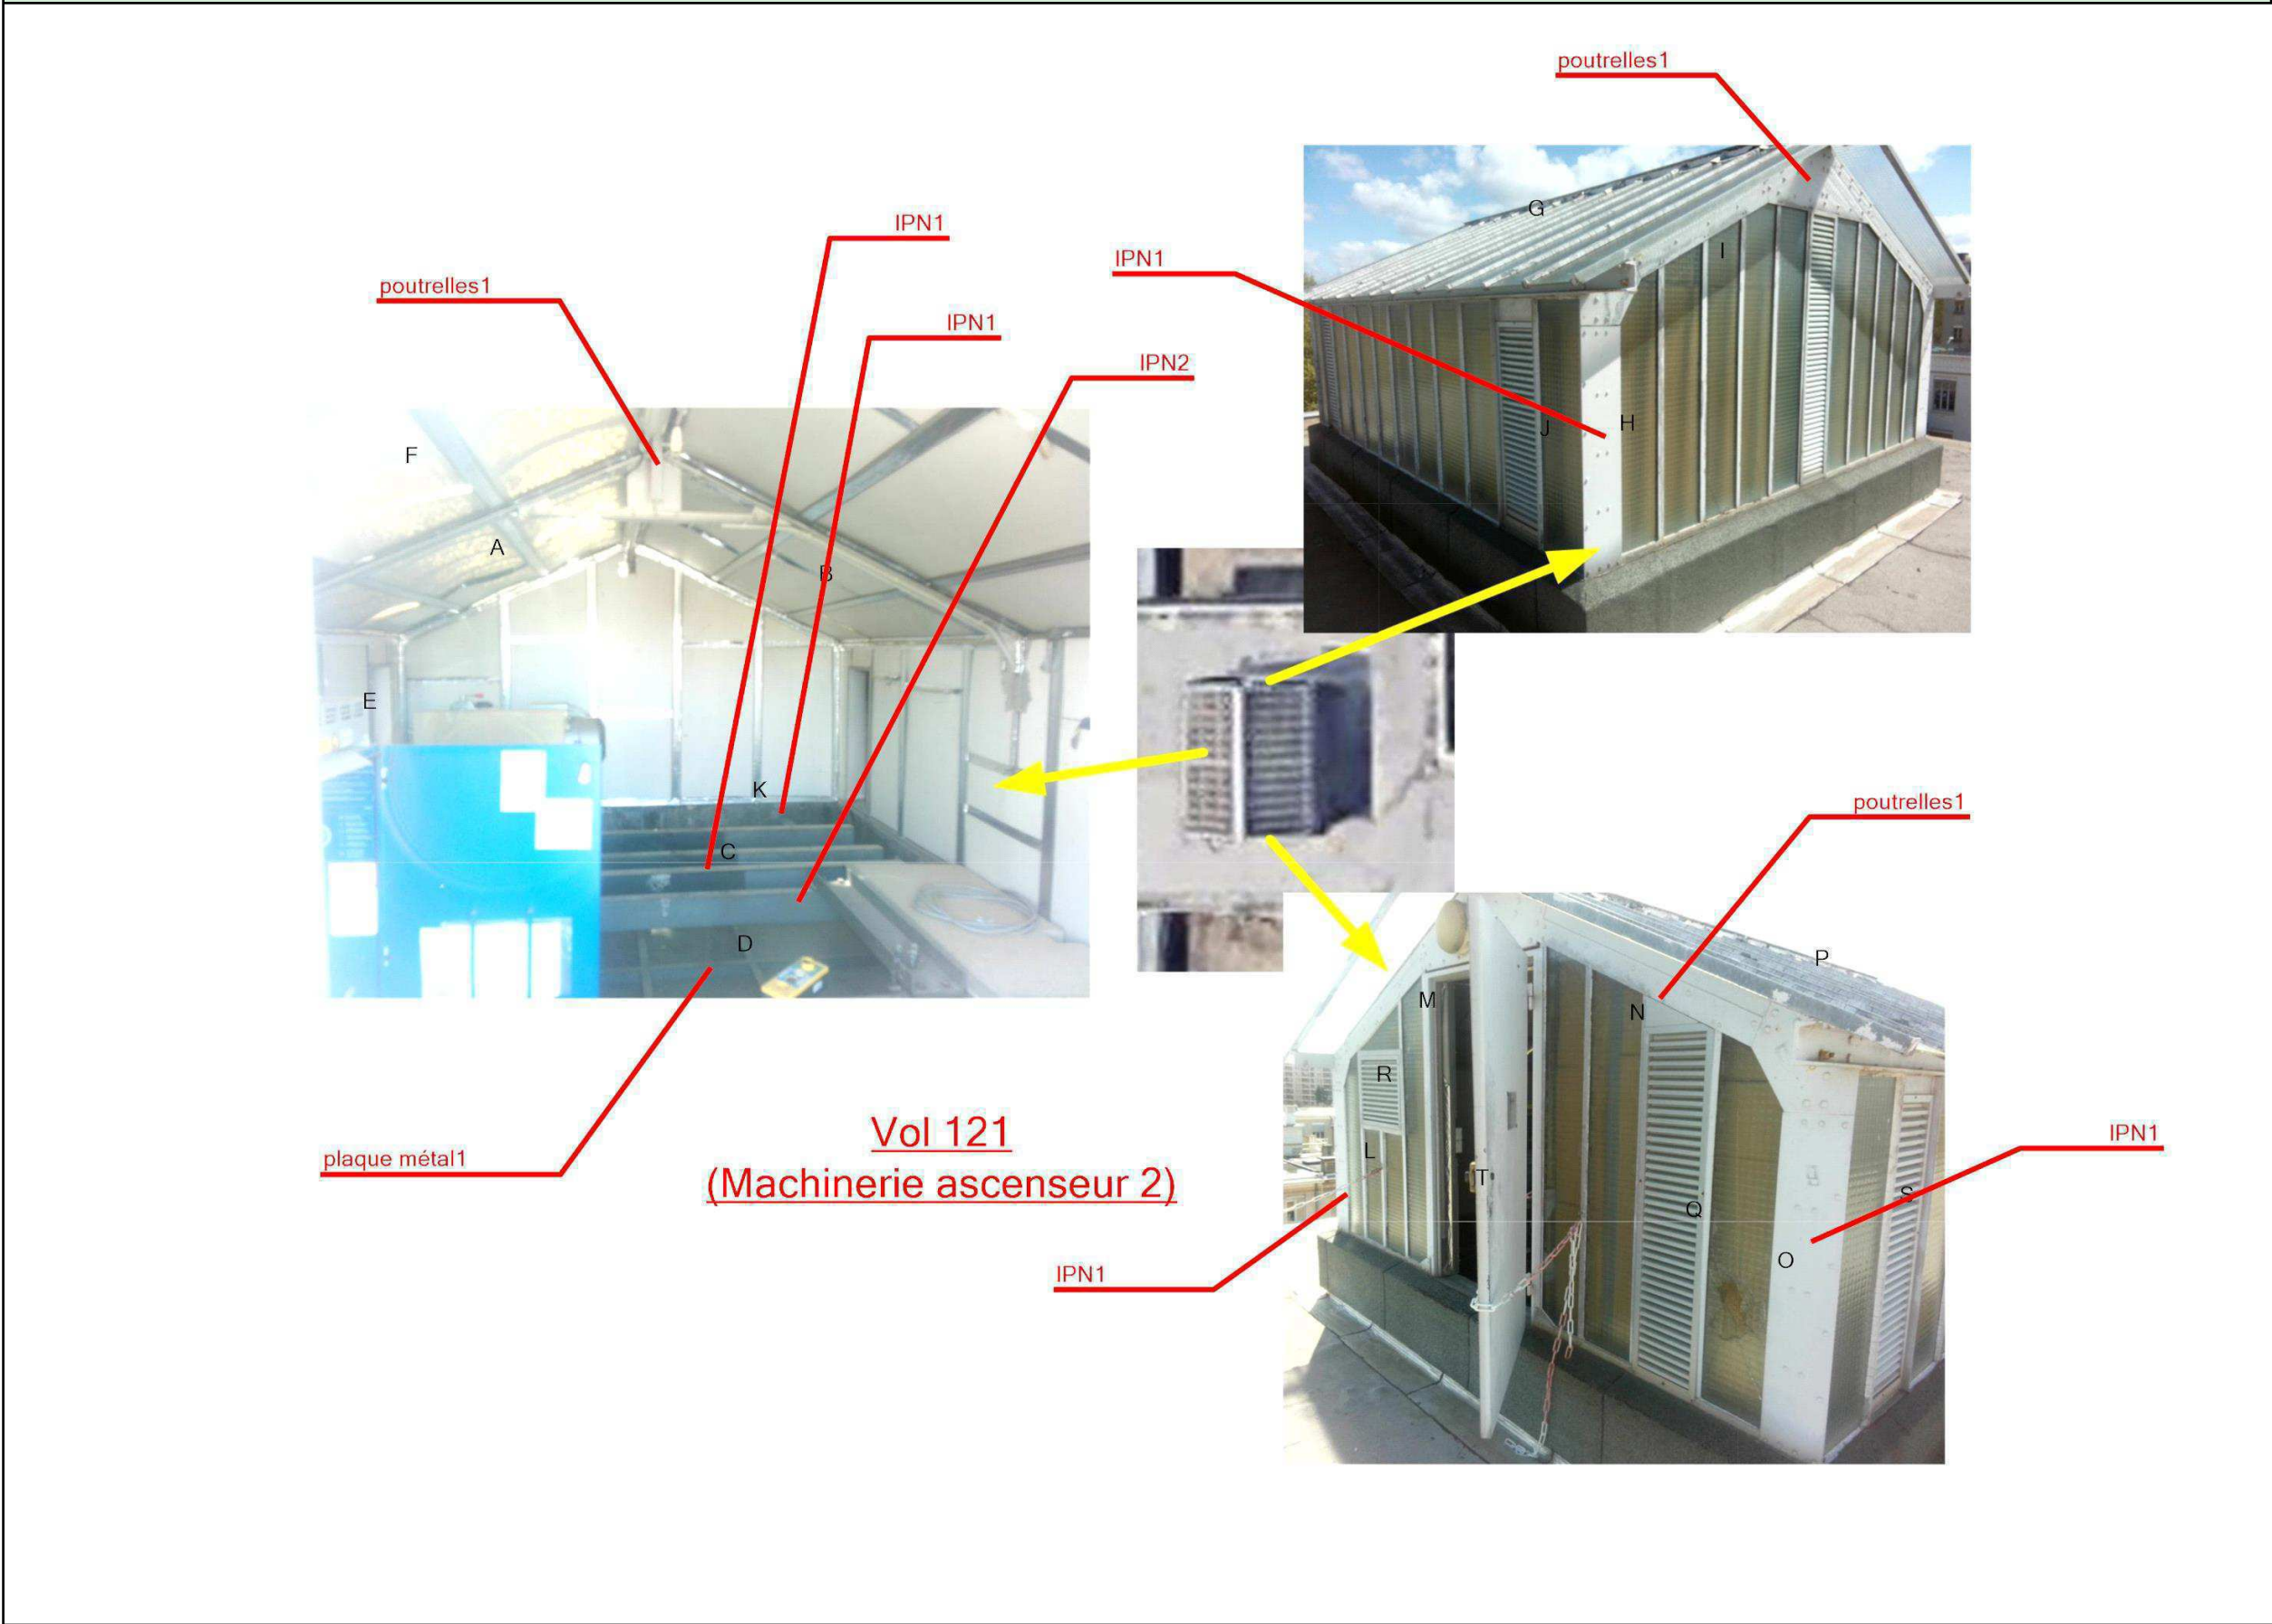 poutrelles1
IPN1
IPN1
poutrelles1
IPN1
IPN2
G
I
H
J
F
A
B
E
K
C
D
poutrelles1
P
M
N
R
L
T
Q
S
O
IPN1
IPN1
plaque métal1
Vol 121
(Machinerie ascenseur 2)